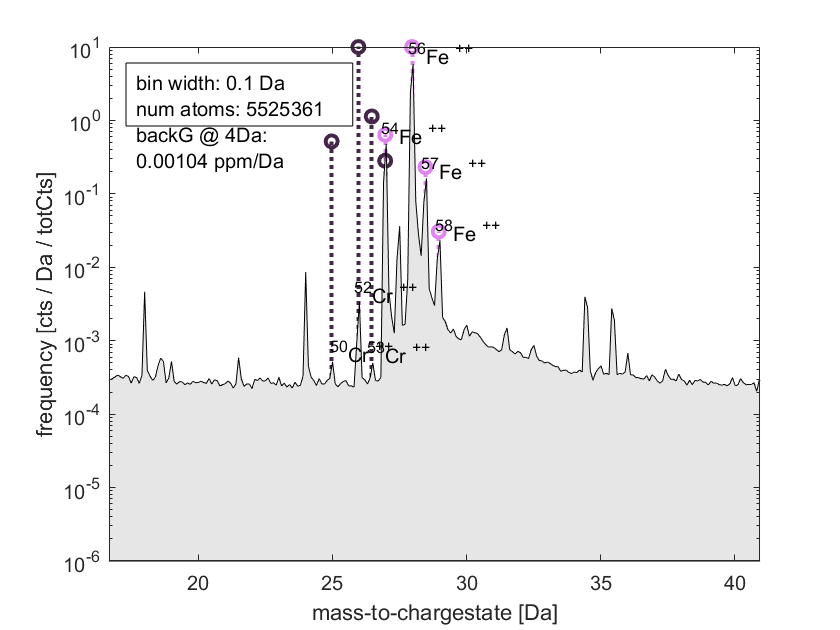 bin width: 0.1 Da
num atoms: 5525361
backG @ 4Da:
0.00104 ppm/Da
56Fe ++
54Fe ++
57Fe ++
58Fe ++
52Cr ++
50Cr ++
53Cr ++
10^1
10^0
10^-1
10^-2
10^-3
10^-4
10^-5
10^-6
frequency [cts / Da / totCts]
20 25 30 35 40
mass-to-chargestate [Da]